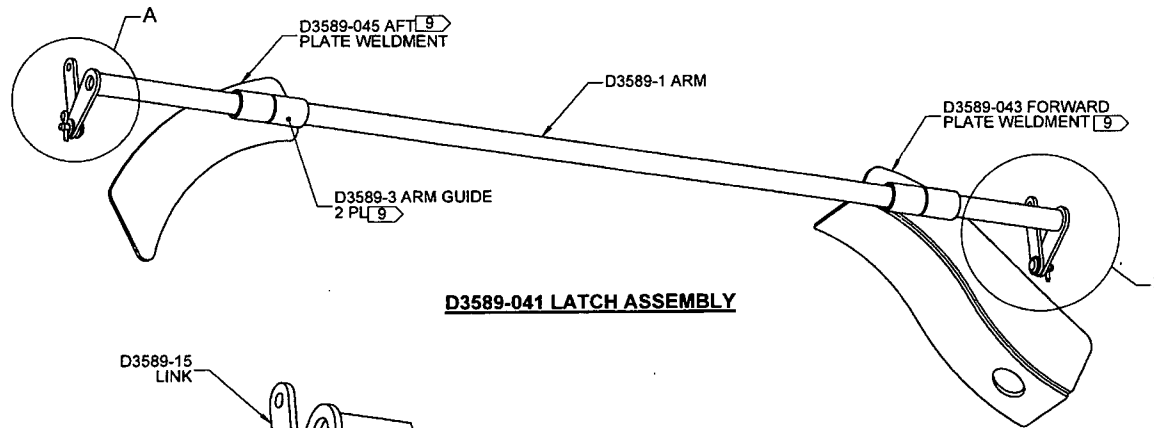 A
D3589-045 AFT 9
PLATE WELDMENT
D3589-1 ARM
D3589-043 FORWARD
PLATE WELDMENT 9
D3589-3 ARM GUIDE
2 PL 9
D3589-041 LATCH ASSEMBLY
D3589-15
LINK